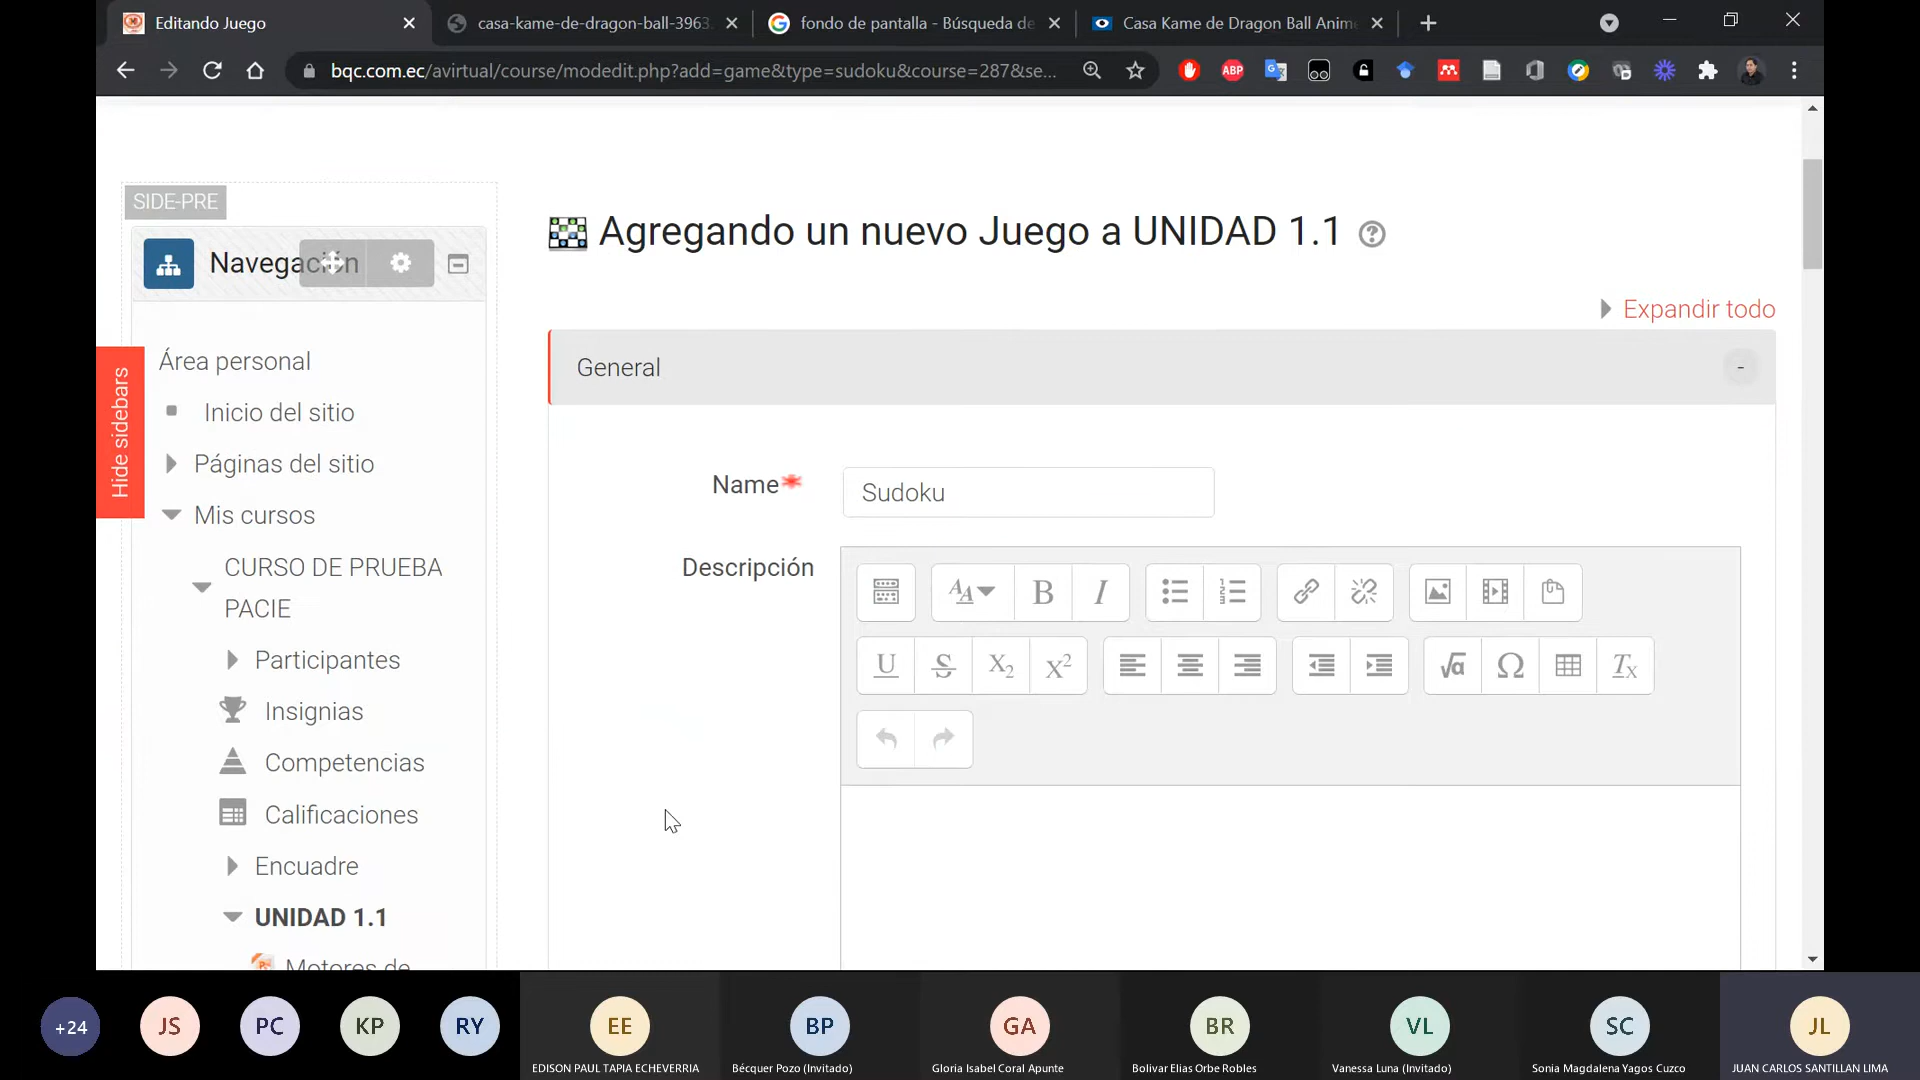 Editando Juego
casa-kame-de-dragon-ball-3963.
fondo de pantalla - Búsqueda de
Casa Kame de Dragon Ball Anime
bqc.com.ec/avirtual/course/modedit.php?add=game&type=sudoku&course=287&se...
ABP
SIDE-PRE
Navegación
Agregando un nuevo Juego a UNIDAD 1.1
Expandir todo
Hide sidebars
Área personal
Inicio del sitio
Páginas del sitio
Mis cursos
CURSO DE PRUEBA
PACIE
Participantes
Insignias
Competencias
Calificaciones
Encuadre
UNIDAD 1.1
Motores de
General
Name
Sudoku
Descripción
+24
JS
PC
KP
RY
EE
BP
GA
BR
VL
SC
JL
EDISON PAUL TAPIA ECHEVERRIA
Bécquer Pozo (Invitado)
Gloria Isabel Coral Apunte
Bolivar Elias Orbe Robles
Vanessa Luna (Invitado)
Sonia Magdalena Yagos Cuzco
JUAN CARLOS SANTILLAN LIMA